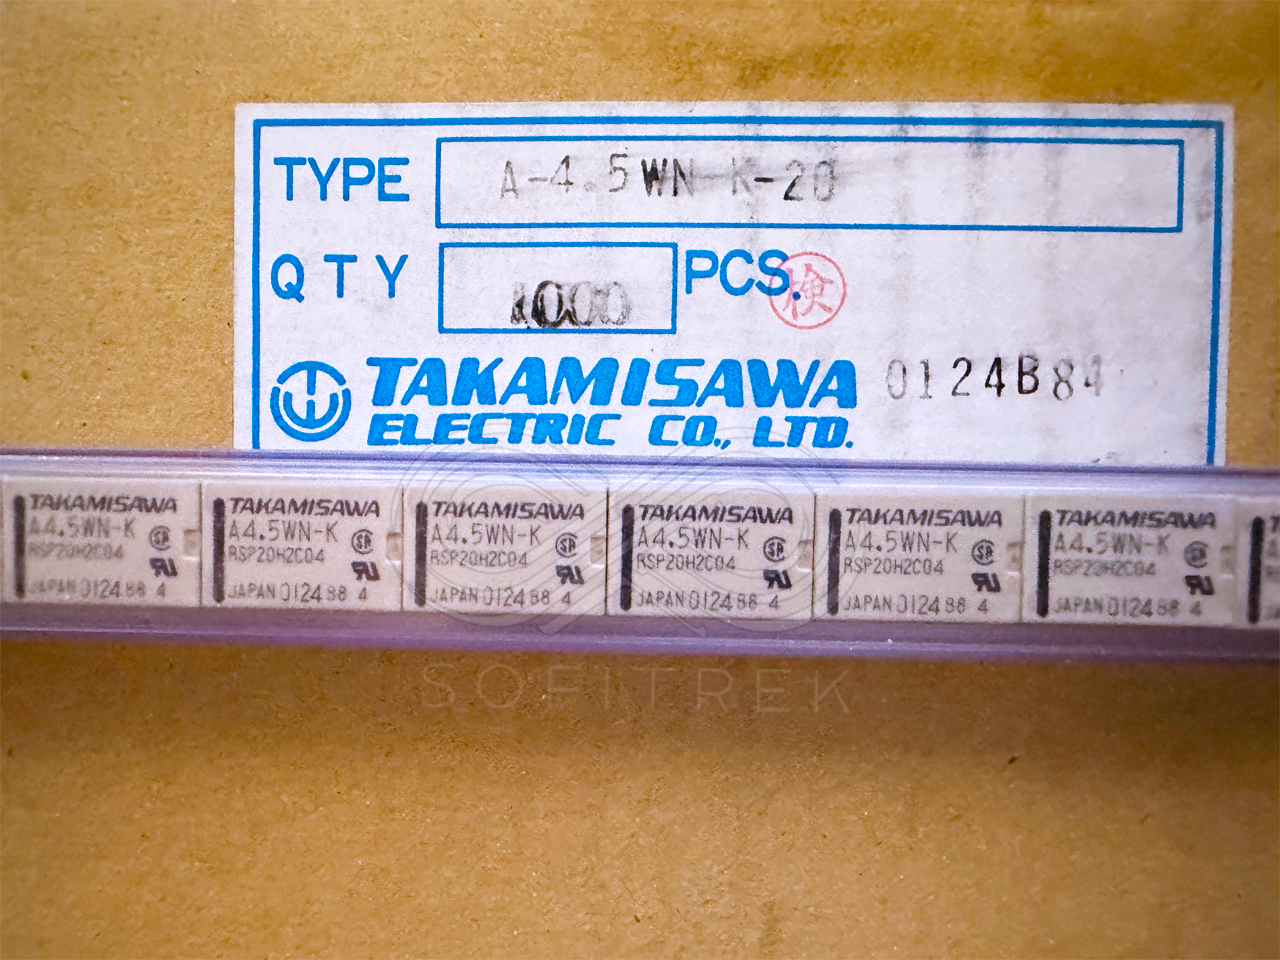 TYPE A-4.5WN-K-20
QTY 1000 PCS.
検
TAKAMISAWA
ELECTRIC CO., LTD.
0124B84
TAKAMISAWA
A4.5WN-K
RSP20H2C04
JAPAN 0124 B8 4
TAKAMISAWA
A4.5WN-K
RSP20H2C04
JAPAN 0124 B8 4
TAKAMISAWA
A4.5WN-K
RSP20H2C04
JAPAN 0124 B8 4
TAKAMISAWA
A4.5WN-K
RSP20H2C04
JAPAN 0124 B8 4
TAKAMISAWA
A4.5WN-K
RSP20H2C04
JAPAN 0124 B8 4
TAKAMISAWA
A4.5WN-K
RSP20H2C04
JAPAN 0124 B8 4
SOFITREK